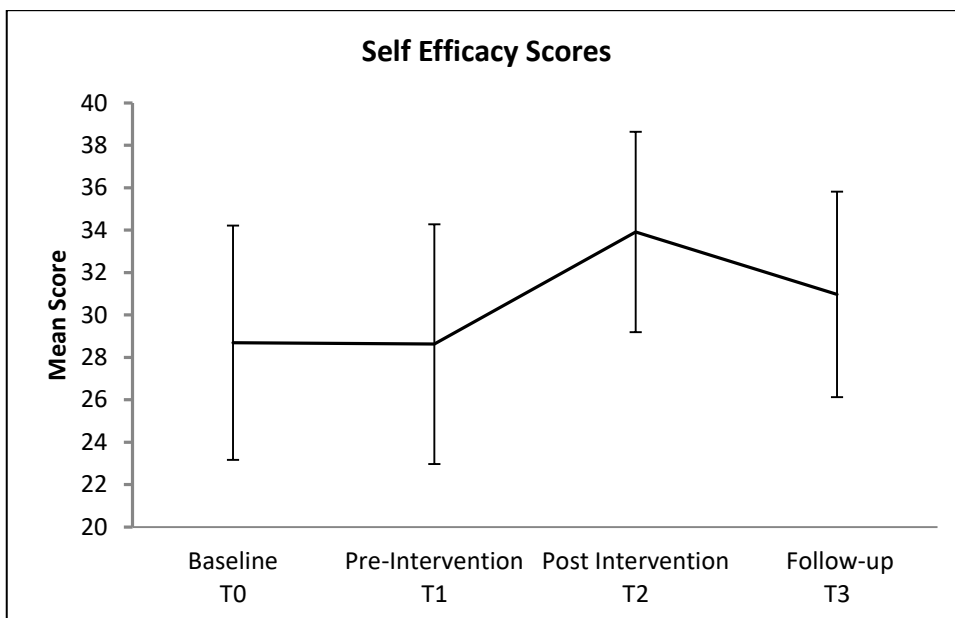 Self Efficacy Scores
Mean Score
40
38
36
34
32
30
28
26
24
22
20
Baseline Pre-Intervention Post Intervention Follow-up
T0 T1 T2 T3